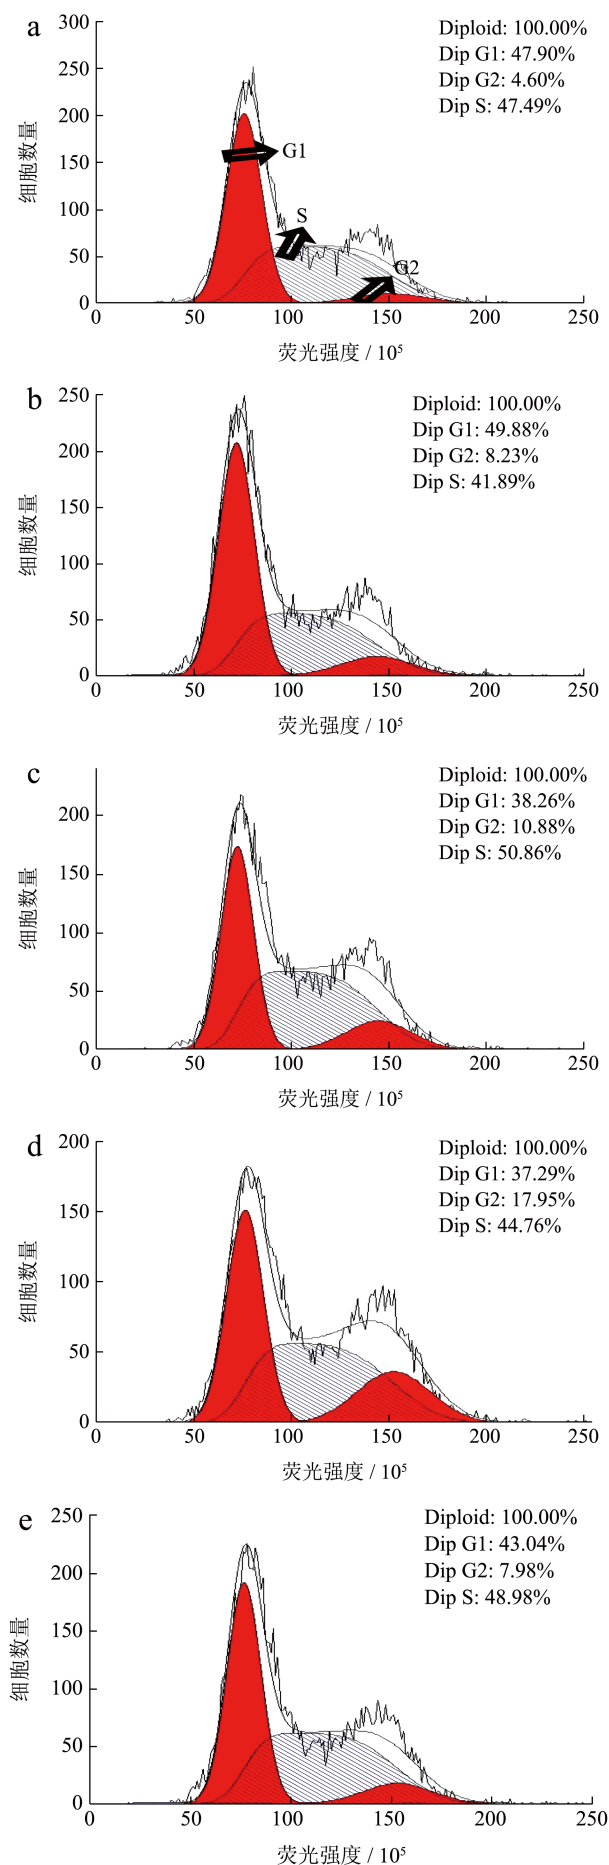 a
Diploid: 100.00%
Dip G1: 47.90%
Dip G2: 4.60%
Dip S: 47.49%
300
250
200
150
100
50
0
细胞数量
G1
S
G2
0 50 100 150 200 250
荧光强度 / 10⁵
b
Diploid: 100.00%
Dip G1: 49.88%
Dip G2: 8.23%
Dip S: 41.89%
250
200
150
100
50
0
细胞数量
0 50 100 150 200 250
荧光强度 / 10⁵
c
Diploid: 100.00%
Dip G1: 38.26%
Dip G2: 10.88%
Dip S: 50.86%
200
150
100
50
0
细胞数量
0 50 100 150 200 250
荧光强度 / 10⁵
d
Diploid: 100.00%
Dip G1: 37.29%
Dip G2: 17.95%
Dip S: 44.76%
200
150
100
50
0
细胞数量
0 50 100 150 200 250
荧光强度 / 10⁵
e
Diploid: 100.00%
Dip G1: 43.04%
Dip G2: 7.98%
Dip S: 48.98%
250
200
150
100
50
0
细胞数量
0 50 100 150 200 250
荧光强度 / 10⁵